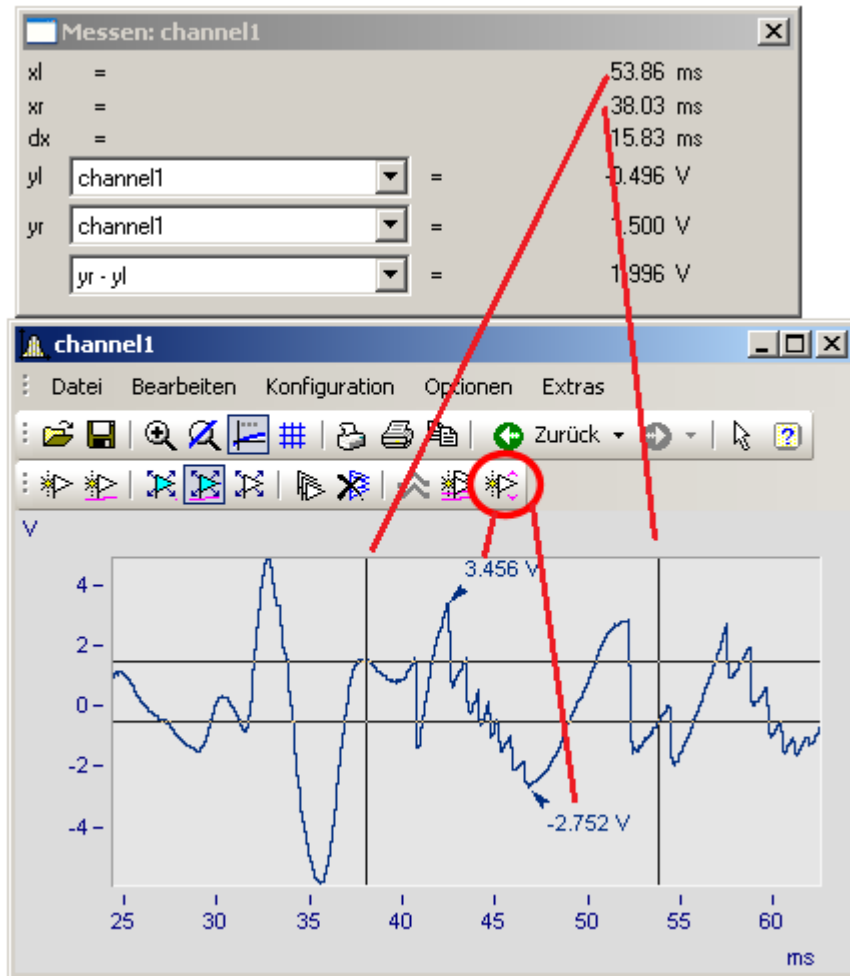 Messen: channel1
xl = 53.86 ms
xr = 38.03 ms
dx = 15.83 ms
yl channel1 = -0.496 V
yr channel1 = 1.500 V
yr - yl = 1.996 V
channel1
Datei Bearbeiten Konfiguration Optionen Extras
Zurück
V
3.456 V
4
2
0
-2
-4
-2.752 V
25 30 35 40 45 50 55 60
ms